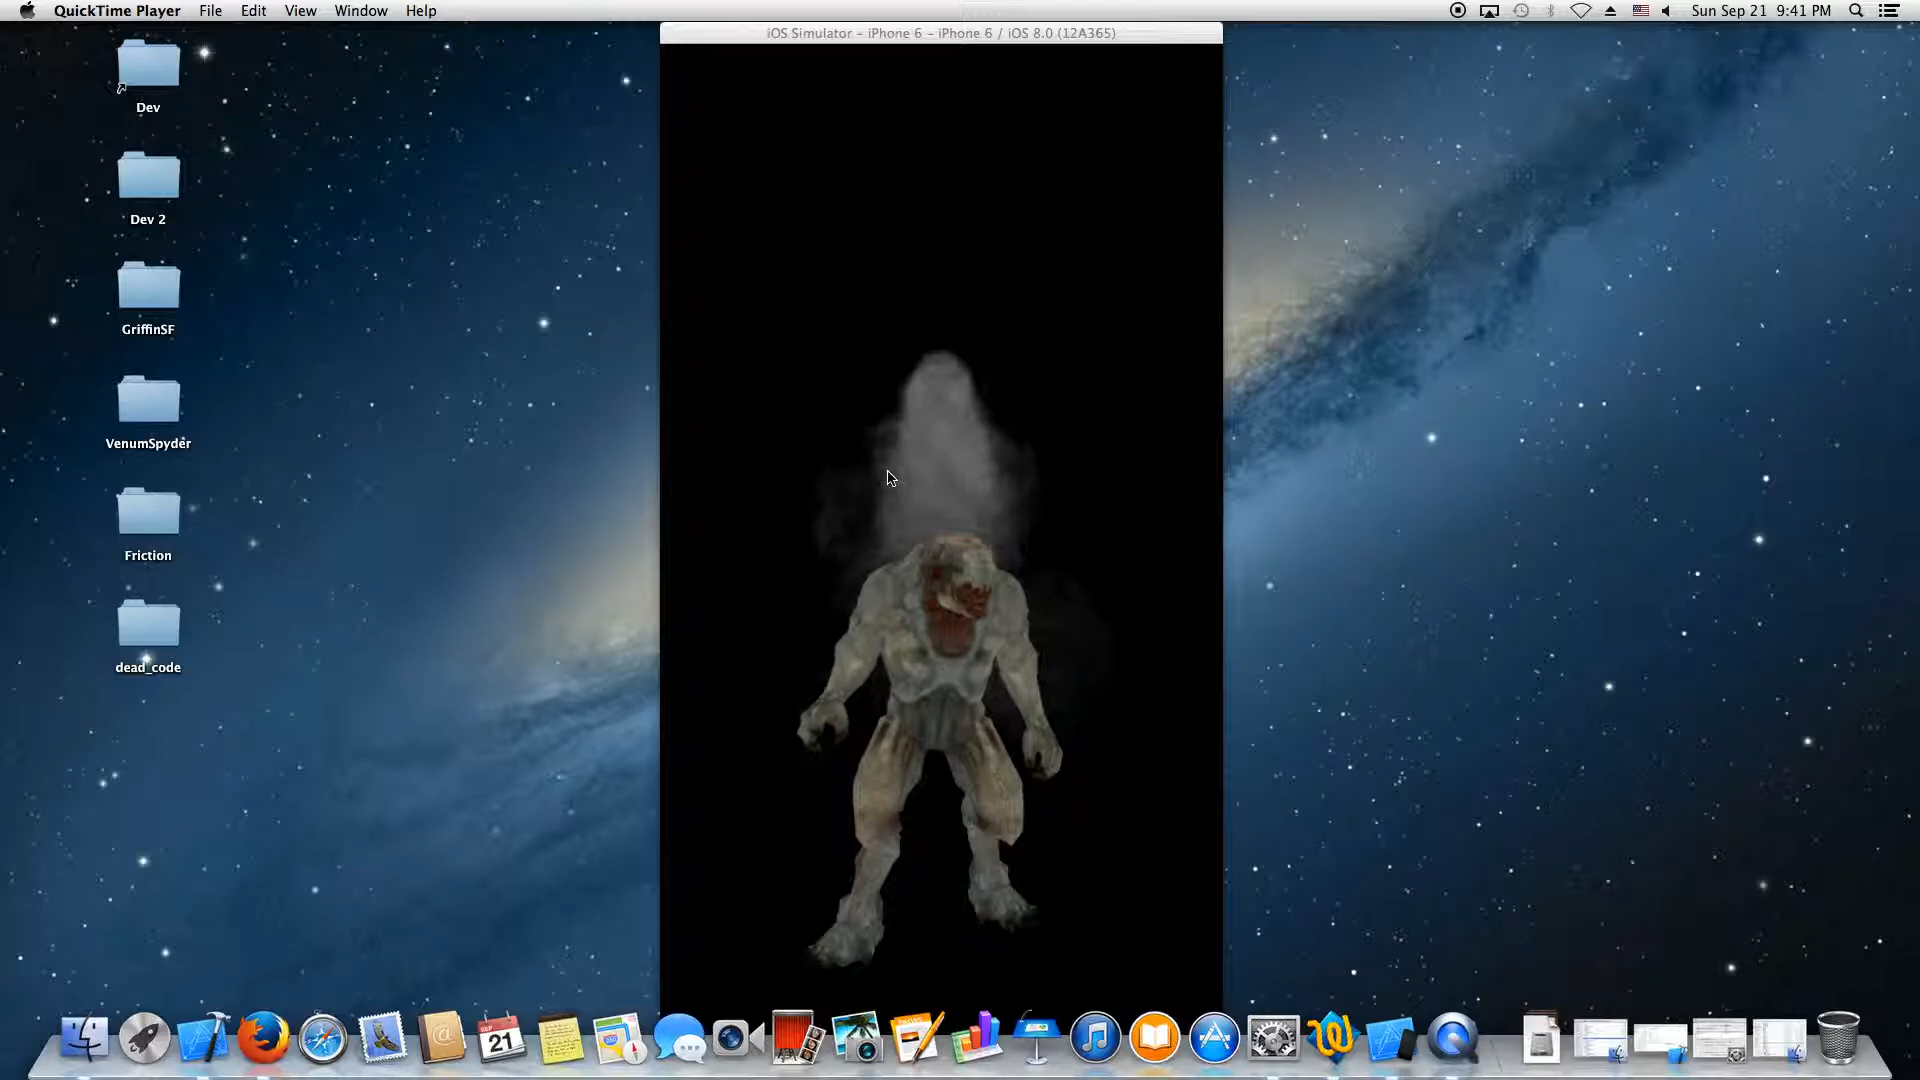 QuickTime Player File Edit View Window Help Sun Sep 21 9:41 PM
iOS Simulator - iPhone 6 - iPhone 6 / iOS 8.0 (12A365)
Dev
Dev 2
GriffinSF
VenumSpyder
Friction
dead_code
SEP
21